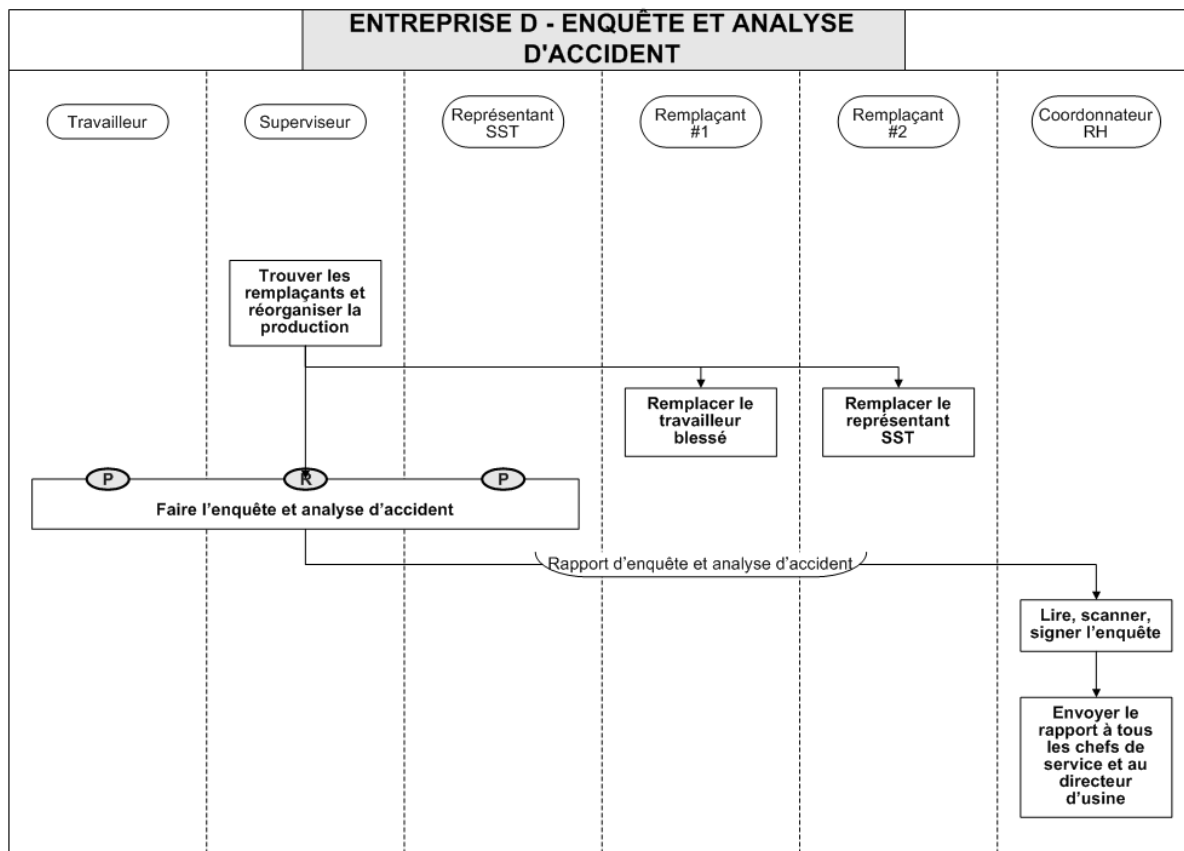 ENTREPRISE D - ENQUÊTE ET ANALYSE
D'ACCIDENT
Travailleur
Superviseur
Représentant
SST
Remplaçant
#1
Remplaçant
#2
Coordonnateur
RH
Trouver les
remplaçants et
réorganiser la
production
Remplacer le
travailleur
blessé
Remplacer le
représentant
SST
P
R
P
Faire l’enquête et analyse d’accident
Rapport d’enquête et analyse d’accident
Lire, scanner,
signer l’enquête
Envoyer le
rapport à tous
les chefs de
service et au
directeur
d’usine